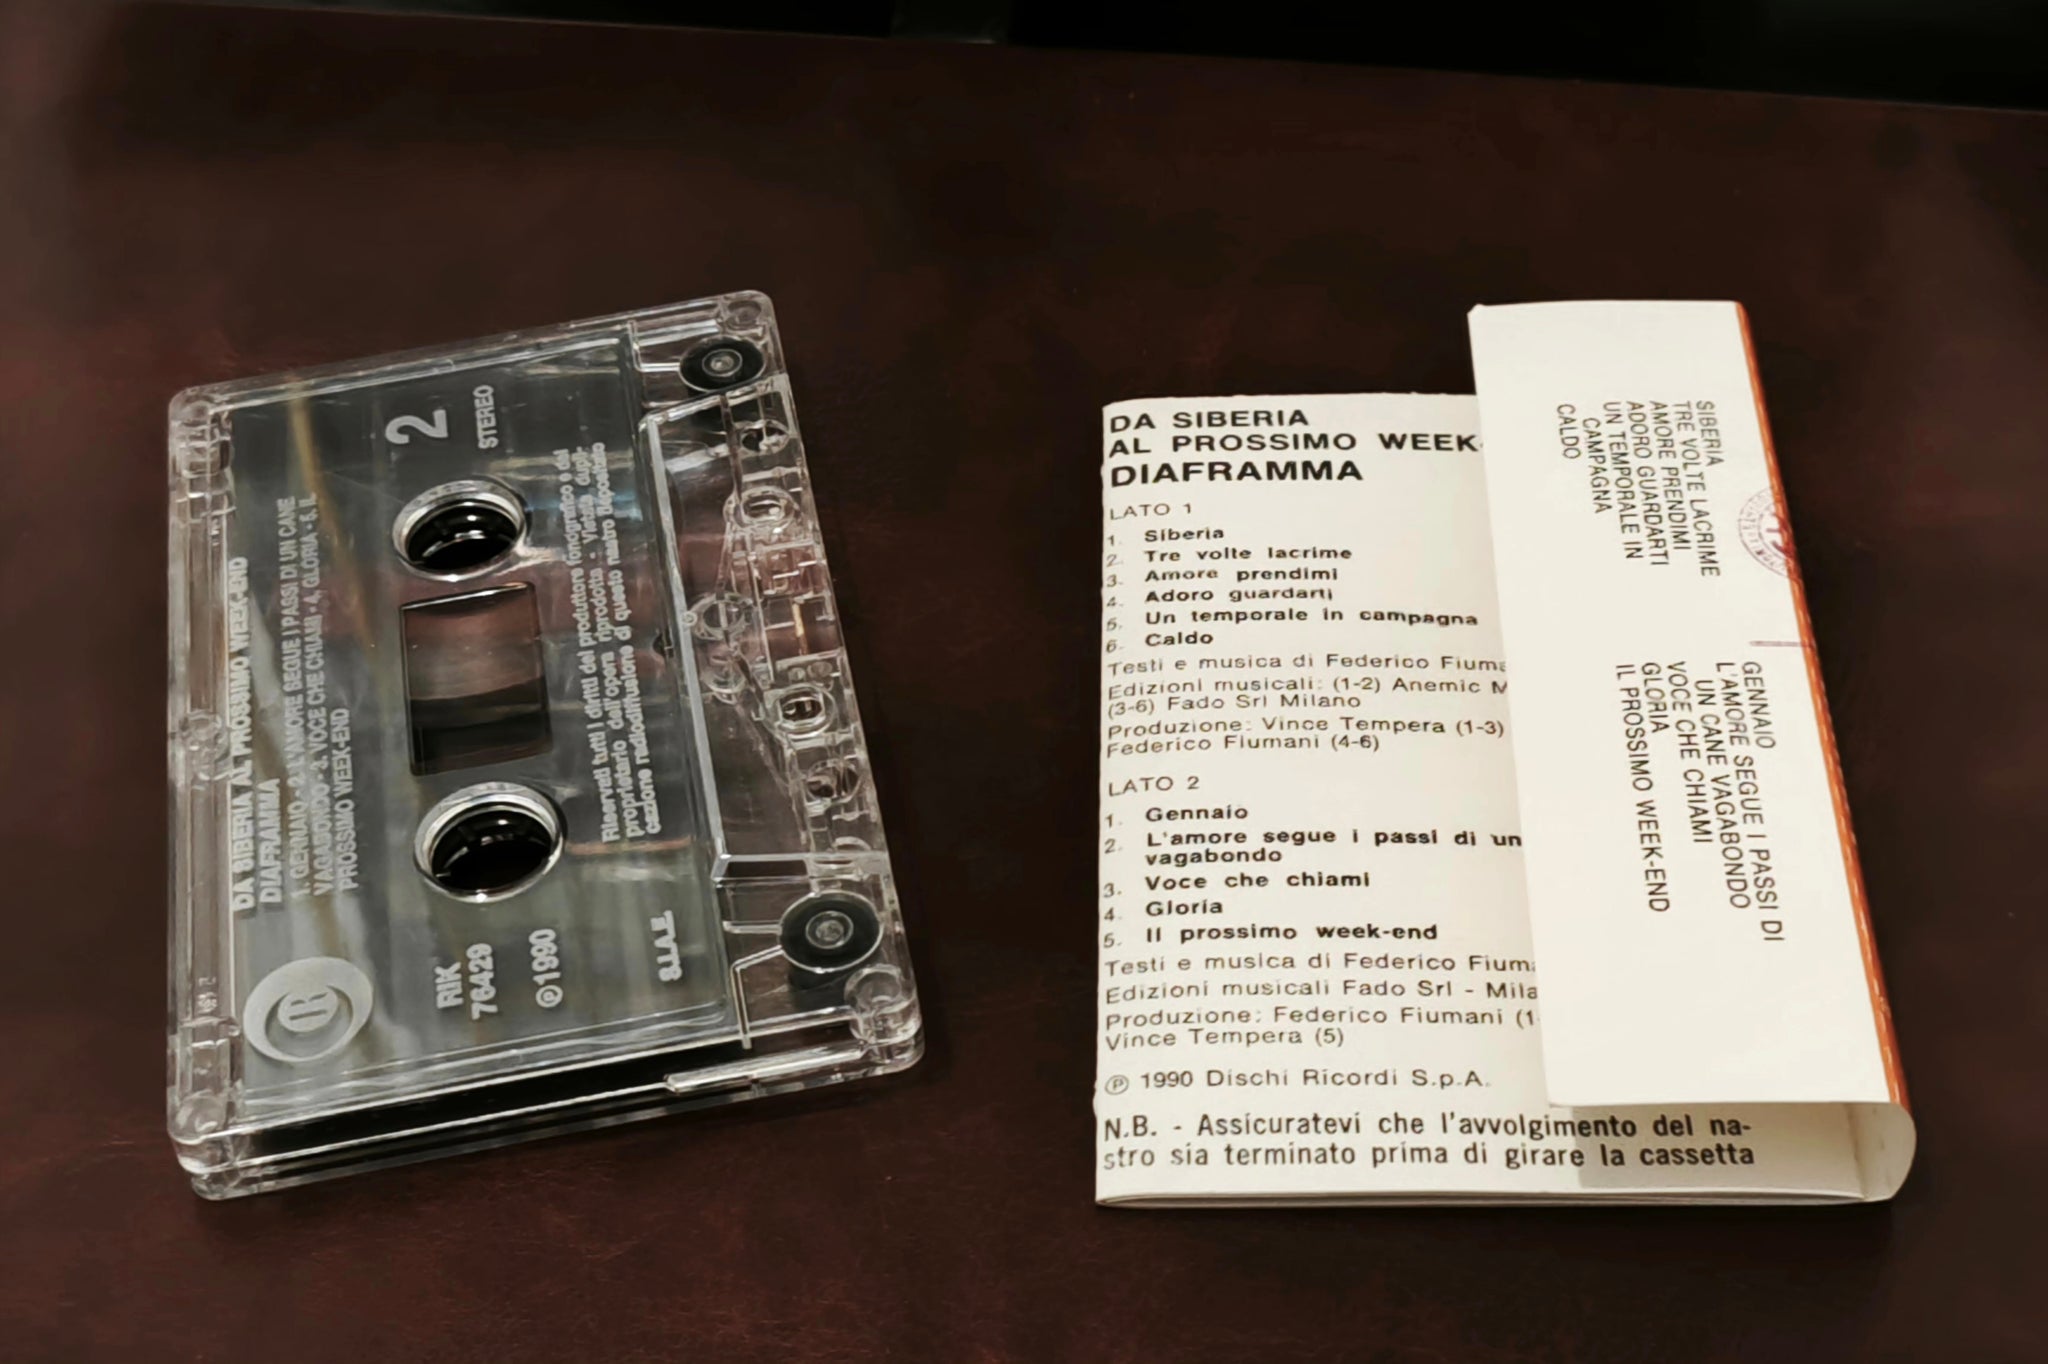 2
STEREO
DA SIBERIA AL PROSSIMO WEEK-END
DIAFRAMMA
1. GENNAIO - 2. L'AMORE SEGUE I PASSI DI UN CANE
VAGABONDO - 3. VOCE CHE CHIAMI - 4. GLORIA - 5. IL
PROSSIMO WEEK-END
Riservati tutti i diritti del produttore fonografico e del
proprietario dell'opera riprodotta - Vietata dupli-
cazione radiodiffusione di questo nastro
RIK
76429
℗1990
S.I.A.E.
DA SIBERIA
AL PROSSIMO WEEK-
DIAFRAMMA
LATO 1
1. Siberia
2. Tre volte lacrime
3. Amore prendimi
4. Adoro guardarti
5. Un temporale in campagna
6. Caldo
Testi e musica di Federico Fiuma
Edizioni musicali: (1-2) Anemic M
(3-6) Fado Srl Milano
Produzione: Vince Tempera (1-3)
Federico Fiumani (4-6)
LATO 2
1. Gennaio
2. L'amore segue i passi di un
vagabondo
3. Voce che chiami
4. Gloria
5. Il prossimo week-end
Testi e musica di Federico Fiuma
Edizioni musicali Fado Srl - Mila
Produzione: Federico Fiumani (1-
Vince Tempera (5)
℗ 1990 Dischi Ricordi S.p.A.
N.B. - Assicuratevi che l'avvolgimento del na-
stro sia terminato prima di girare la cassetta
SIBERIA
TRE VOLTE LACRIME
AMORE PRENDIMI
ADORO GUARDARTI
UN TEMPORALE IN
CAMPAGNA
CALDO
GENNAIO
L'AMORE SEGUE I PASSI DI
UN CANE VAGABONDO
VOCE CHE CHIAMI
GLORIA
IL PROSSIMO WEEK-END